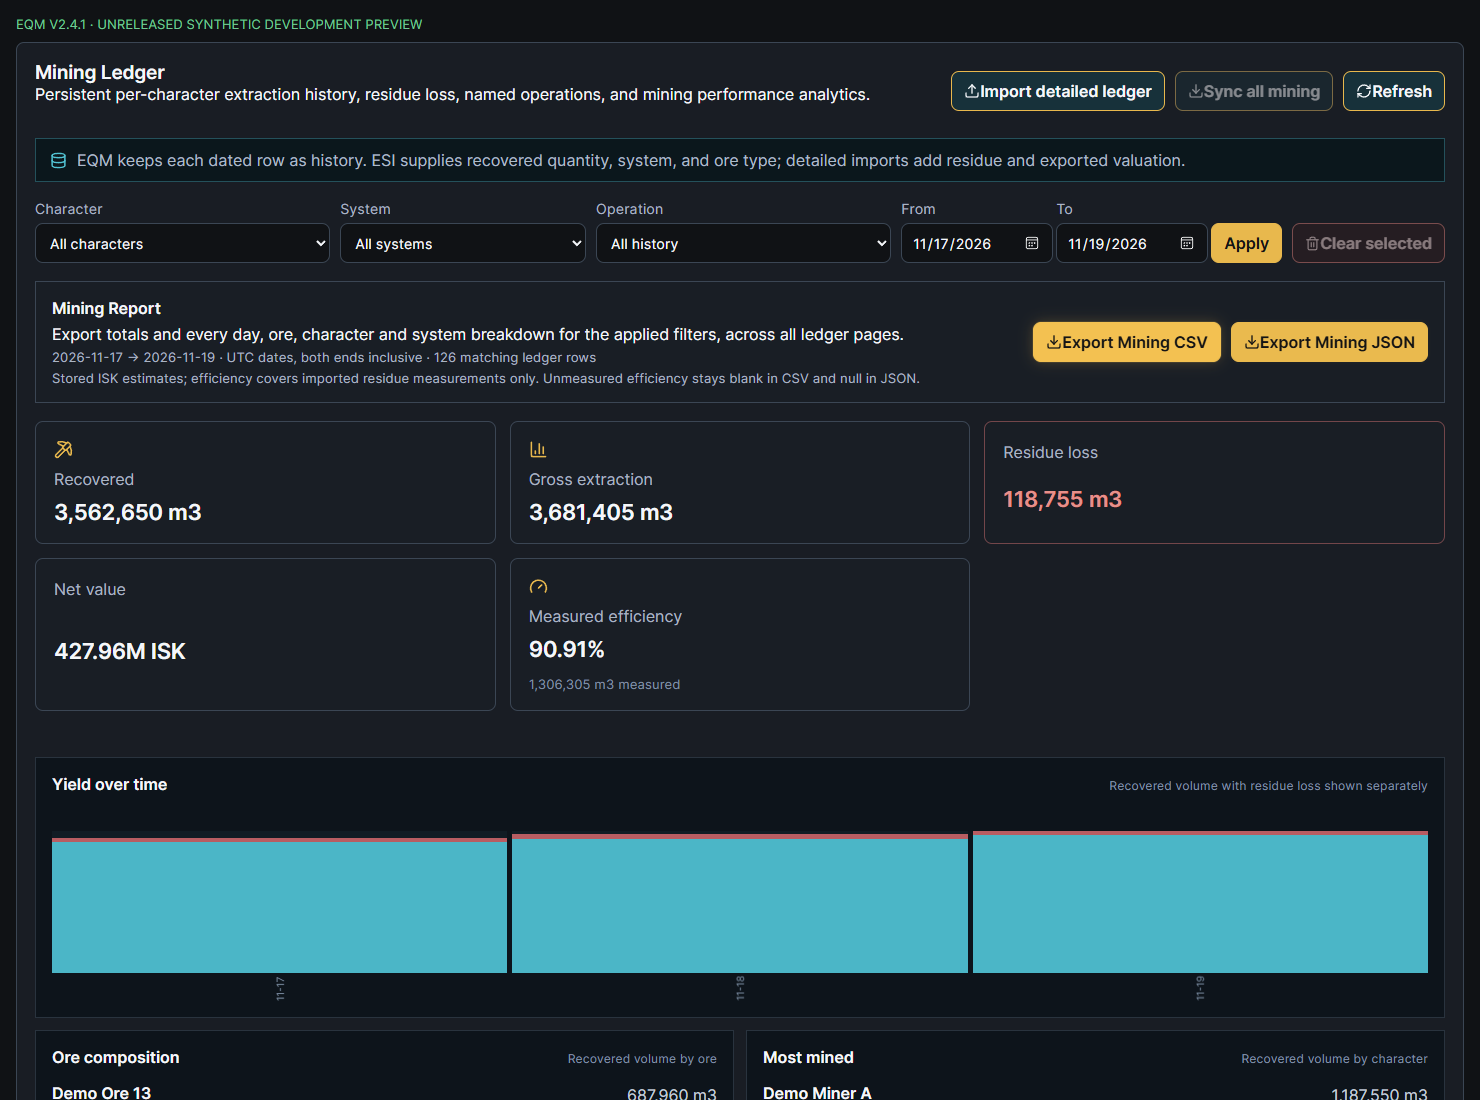 EQM V2.4.1 · UNRELEASED SYNTHETIC DEVELOPMENT PREVIEW
Mining Ledger
Persistent per-character extraction history, residue loss, named operations, and mining performance analytics.
Import detailed ledger
Sync all mining
Refresh
EQM keeps each dated row as history. ESI supplies recovered quantity, system, and ore type; detailed imports add residue and exported valuation.
Character
System
Operation
From
To
All characters
All systems
All history
11/17/2026
11/19/2026
Apply
Clear selected
Mining Report
Export totals and every day, ore, character and system breakdown for the applied filters, across all ledger pages.
2026-11-17 → 2026-11-19 · UTC dates, both ends inclusive · 126 matching ledger rows
Stored ISK estimates; efficiency covers imported residue measurements only. Unmeasured efficiency stays blank in CSV and null in JSON.
Export Mining CSV
Export Mining JSON
Recovered
3,562,650 m3
Gross extraction
3,681,405 m3
Residue loss
118,755 m3
Net value
427.96M ISK
Measured efficiency
90.91%
1,306,305 m3 measured
Yield over time
Recovered volume with residue loss shown separately
11-17
11-18
11-19
Ore composition
Recovered volume by ore
Demo Ore 13
687,960 m3
Most mined
Recovered volume by character
Demo Miner A
1,187,550 m3